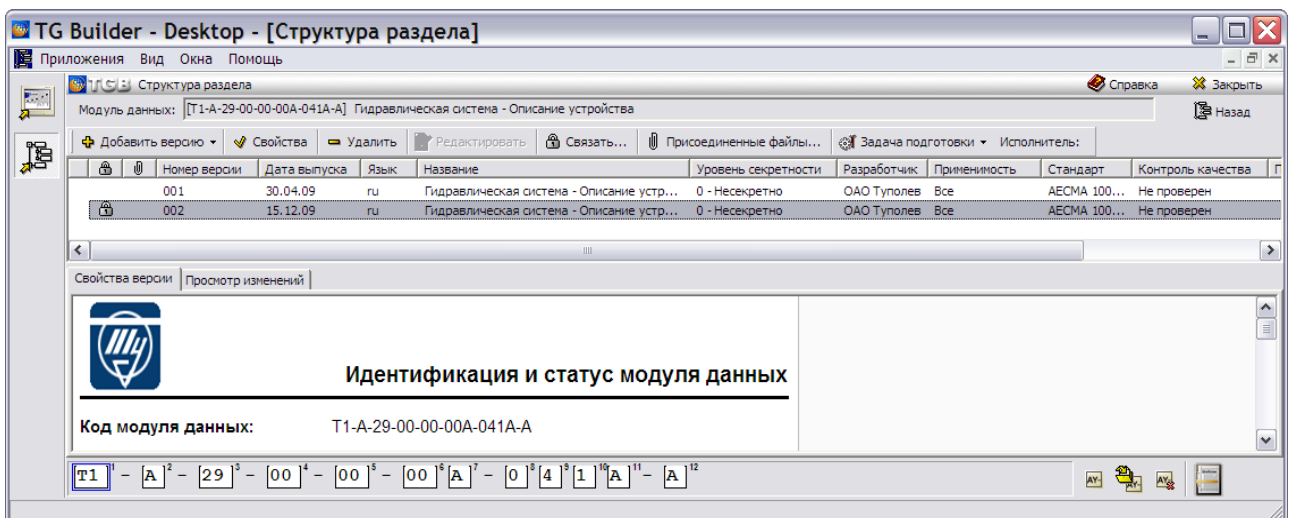 TG Builder - Desktop - [Структура раздела]
Приложения Вид Окна Помощь
TGB Структура раздела Справка Закрыть
Модуль данных: [T1-A-29-00-00-00A-041A-A] Гидравлическая система - Описание устройства Назад
Добавить версию Свойства Удалить Редактировать Связать... Присоединенные файлы... Задача подготовки Исполнитель:
Номер версии Дата выпуска Язык Название Уровень секретности Разработчик Применимость Стандарт Контроль качества
001 30.04.09 ru Гидравлическая система - Описание устр... 0 - Несекретно ОАО Туполев Все AECMA 100... Не проверен
002 15.12.09 ru Гидравлическая система - Описание устр... 0 - Несекретно ОАО Туполев Все AECMA 100... Не проверен
Свойства версии Просмотр изменений
Ту
Идентификация и статус модуля данных
Код модуля данных: T1-A-29-00-00-00A-041A-A
T1 1 - A 2 - 29 3 - 00 4 - 00 5 - 00 6 A 7 - 0 8 4 9 1 10 A 11 - A 12
AY- AY- AY-